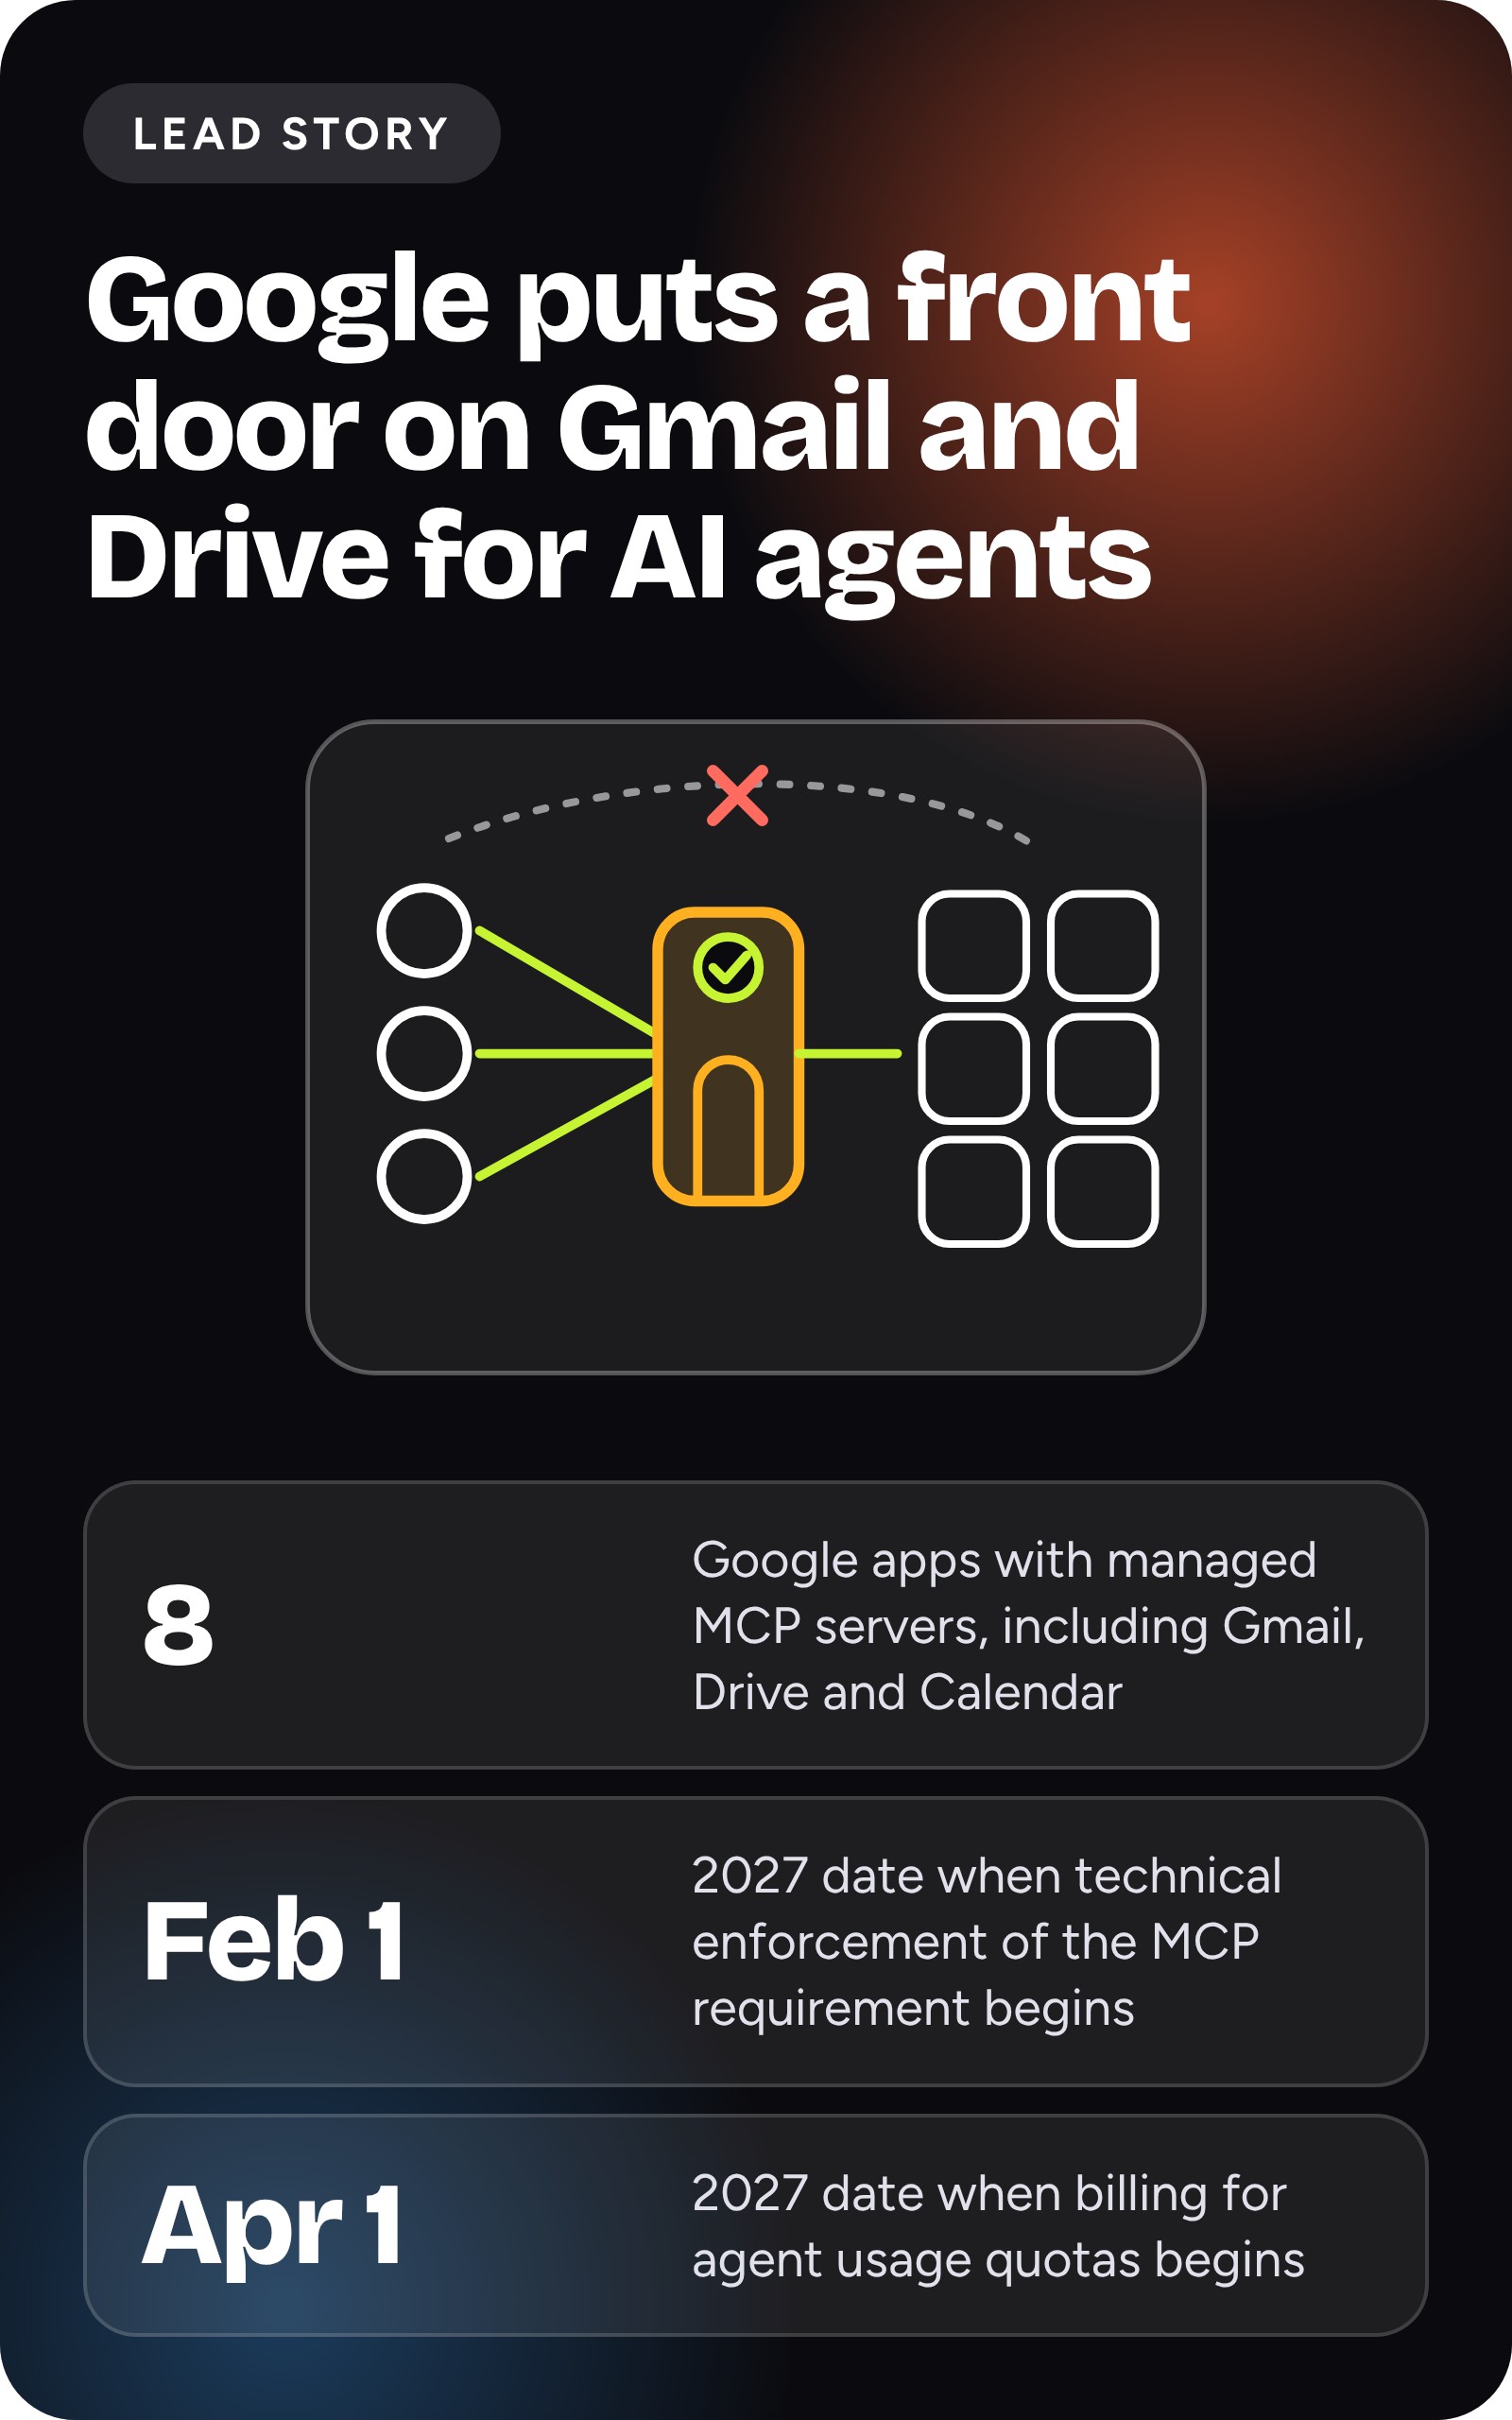 LEAD STORY
Google puts a front
door on Gmail and
Drive for AI agents
8
Google apps with managed
MCP servers, including Gmail,
Drive and Calendar
Feb 1
2027 date when technical
enforcement of the MCP
requirement begins
Apr 1
2027 date when billing for
agent usage quotas begins